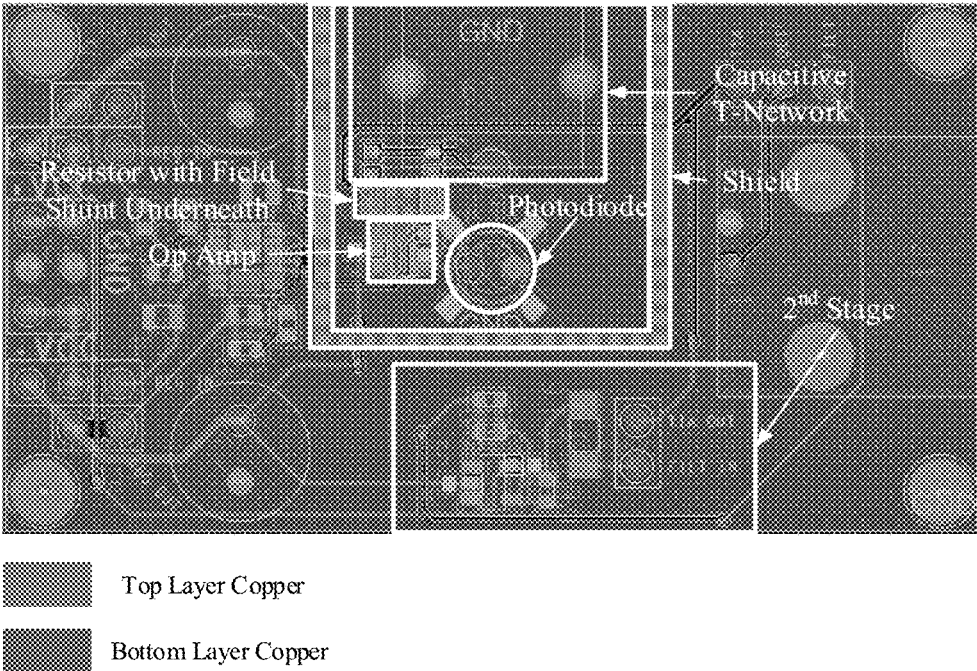 GND
Capacitive
T-Network
Resistor with Field
Shunt Underneath
Shield
Photodiode
Op Amp
2nd Stage
Top Layer Copper
Bottom Layer Copper